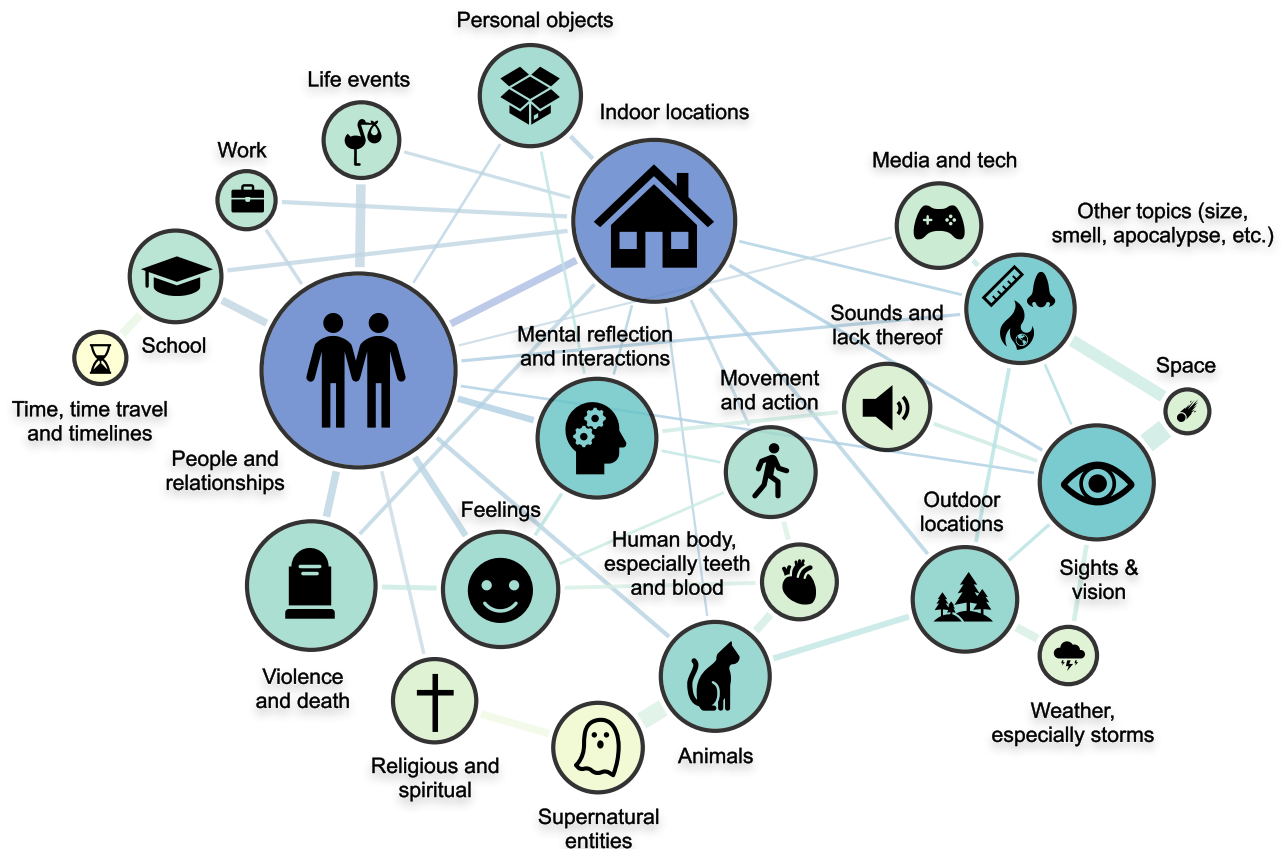 Personal objects
Life events
Indoor locations
Work
Media and tech
Other topics (size,
smell, apocalypse, etc.)
School
Sounds and
lack thereof
Mental reflection
and interactions
Movement
and action
Space
Time, time travel
and timelines
People and
relationships
Feelings
Outdoor
locations
Human body,
especially teeth
and blood
Sights &
vision
Violence
and death
Weather,
especially storms
Animals
Religious and
spiritual
Supernatural
entities